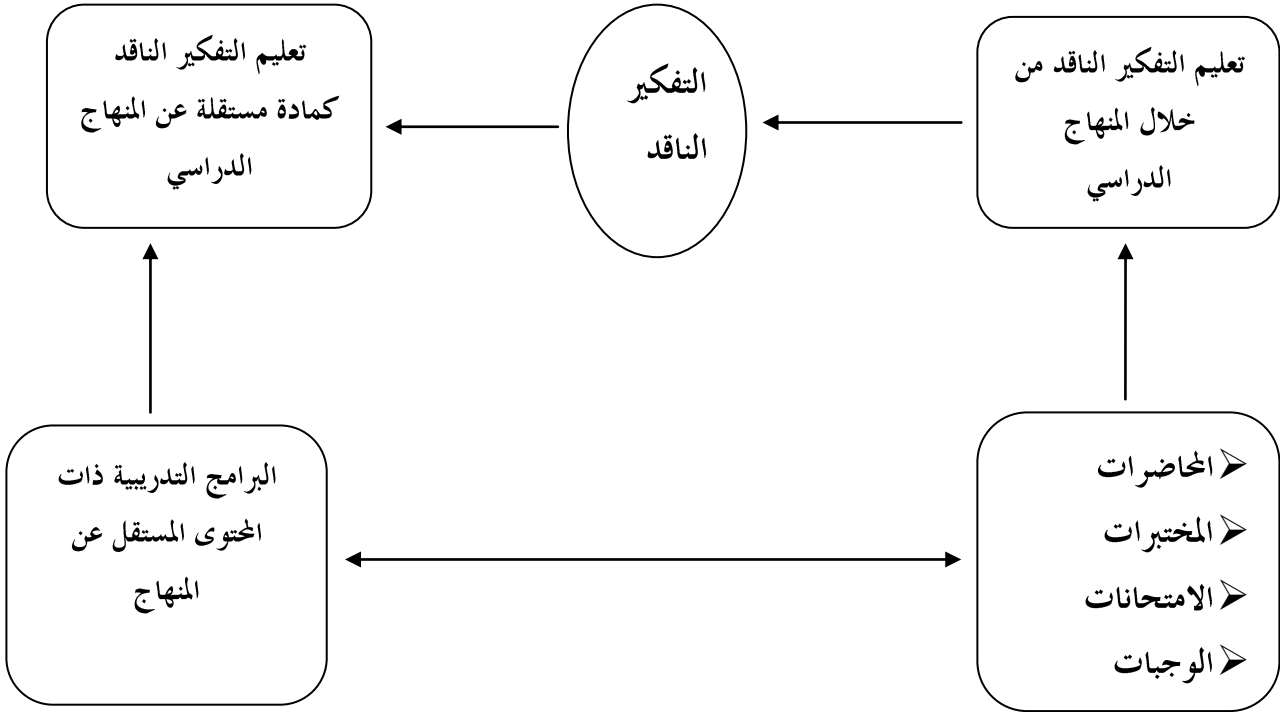 تعليم التفكير الناقد من
خلال المنهاج
الدراسي
التفكير
الناقد
تعليم التفكير الناقد
كمادة مستقلة عن المنهاج
الدراسي
المحاضرات
المختبرات
الامتحانات
الوجبات
البرامج التدريبية ذات
المحتوى المستقل عن
المنهاج